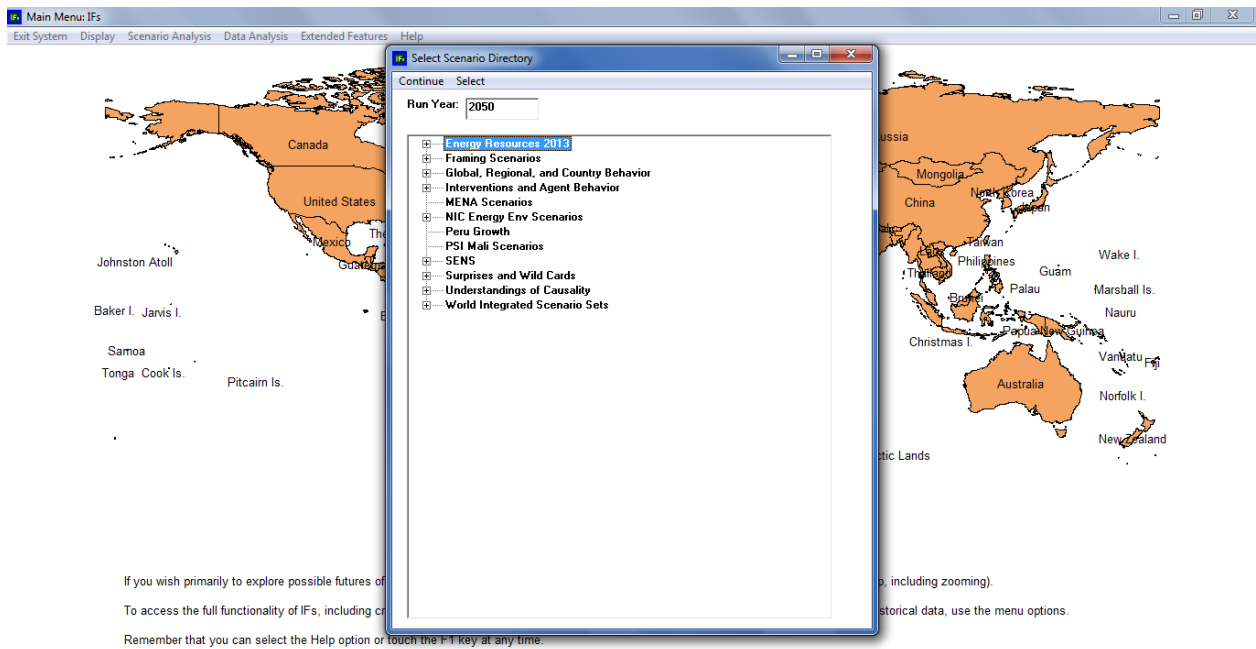 IFs Main Menu: IFs
Exit System Display Scenario Analysis Data Analysis Extended Features Help
IFs Select Scenario Directory
Continue Select
Run Year: 2050
Energy Resources 2013
Framing Scenarios
Global, Regional, and Country Behavior
Interventions and Agent Behavior
MENA Scenarios
NIC Energy Env Scenarios
Peru Growth
PSI Mali Scenarios
SENS
Surprises and Wild Cards
Understandings of Causality
World Integrated Scenario Sets
Canada
United States
Mexico
The
Johnston Atoll
Baker I. Jarvis I.
Samoa
Tonga Cook Is.
Pitcairn Is.
ussia
Mongolia
North Korea
China
Japan
Taiwan
Philippines
Guam
Wake I.
Thailand
Palau
Marshall Is.
Brunei
Nauru
Papua New Guinea
Christmas I.
Vanuatu
Fiji
Australia
Norfolk I.
New Zealand
ctic Lands
If you wish primarily to explore possible futures of
, including zooming).
To access the full functionality of IFs, including cr
storical data, use the menu options.
Remember that you can select the Help option or touch the F1 key at any time.